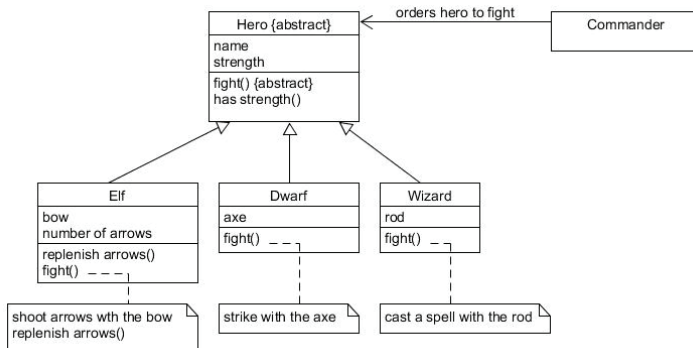 Hero {abstract}
name
strength
fight() {abstract}
has strength()
orders hero to fight
Commander
Elf
bow
number of arrows
replenish arrows()
fight()
Dwarf
axe
fight()
Wizard
rod
fight()
shoot arrows wth the bow
replenish arrows()
strike with the axe
cast a spell with the rod